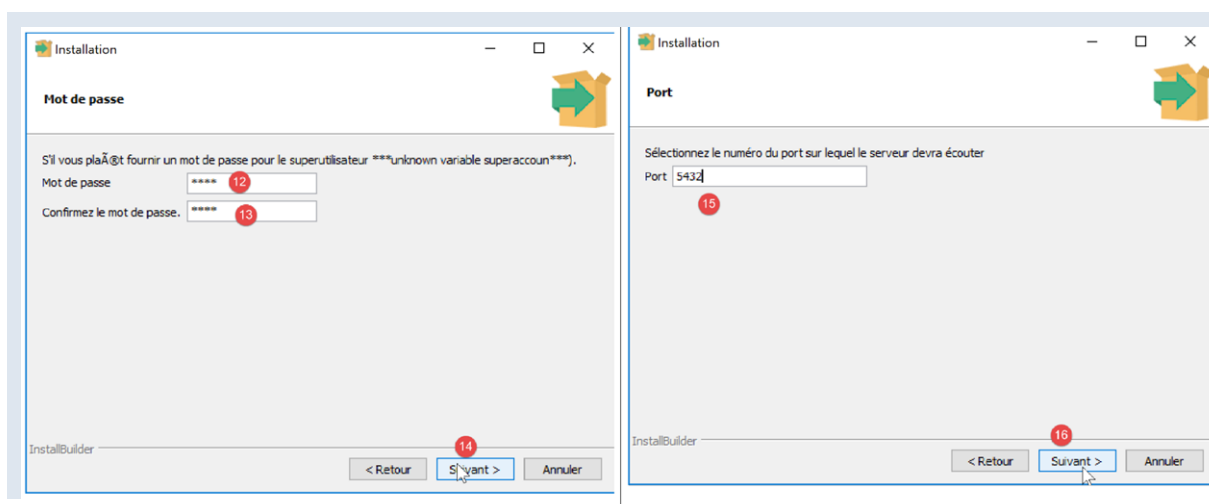 Installation
Mot de passe
S'il vous plaÃ®t fournir un mot de passe pour le superutilisateur ***unknown variable superaccoun***).
Mot de passe **** 12
Confirmez le mot de passe. **** 13
InstallBuilder
14
< Retour Suivant > Annuler
Installation
Port
Sélectionnez le numéro du port sur lequel le serveur devra écouter
Port 5432
15
InstallBuilder
16
< Retour Suivant > Annuler